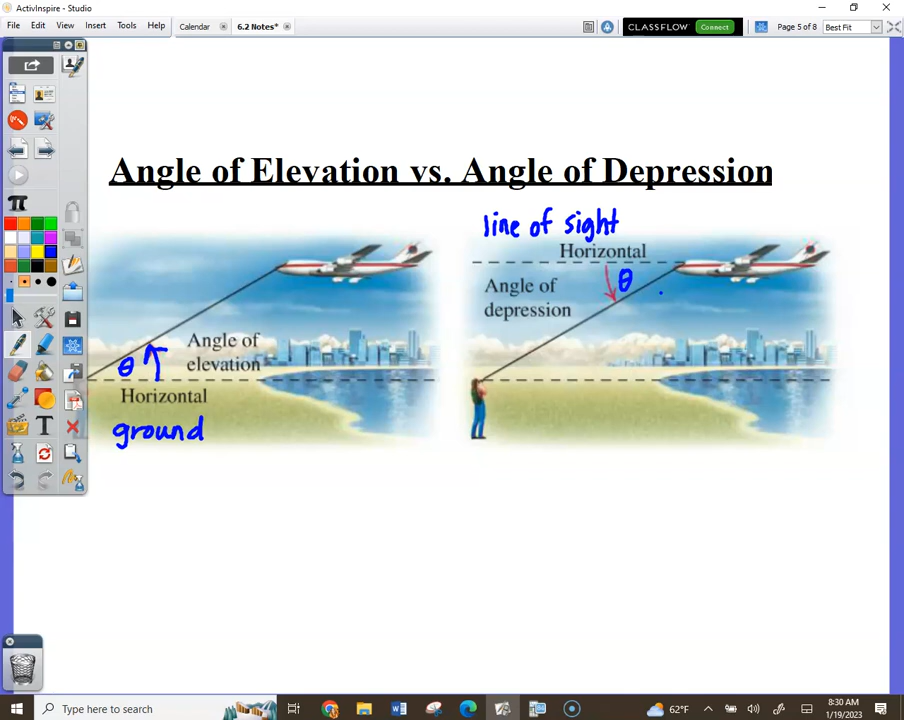 ActivInspire - Studio
File Edit View Insert Tools Help
Calendar
6.2 Notes*
CLASSFLOW
Connect
Page 5 of 8
Best Fit
Angle of Elevation vs. Angle of Depression
line of sight
Horizontal
θ
Angle of
depression
Angle of
elevation
θ
Horizontal
ground
π
T
Type here to search
62°F
8:30 AM
1/19/2023